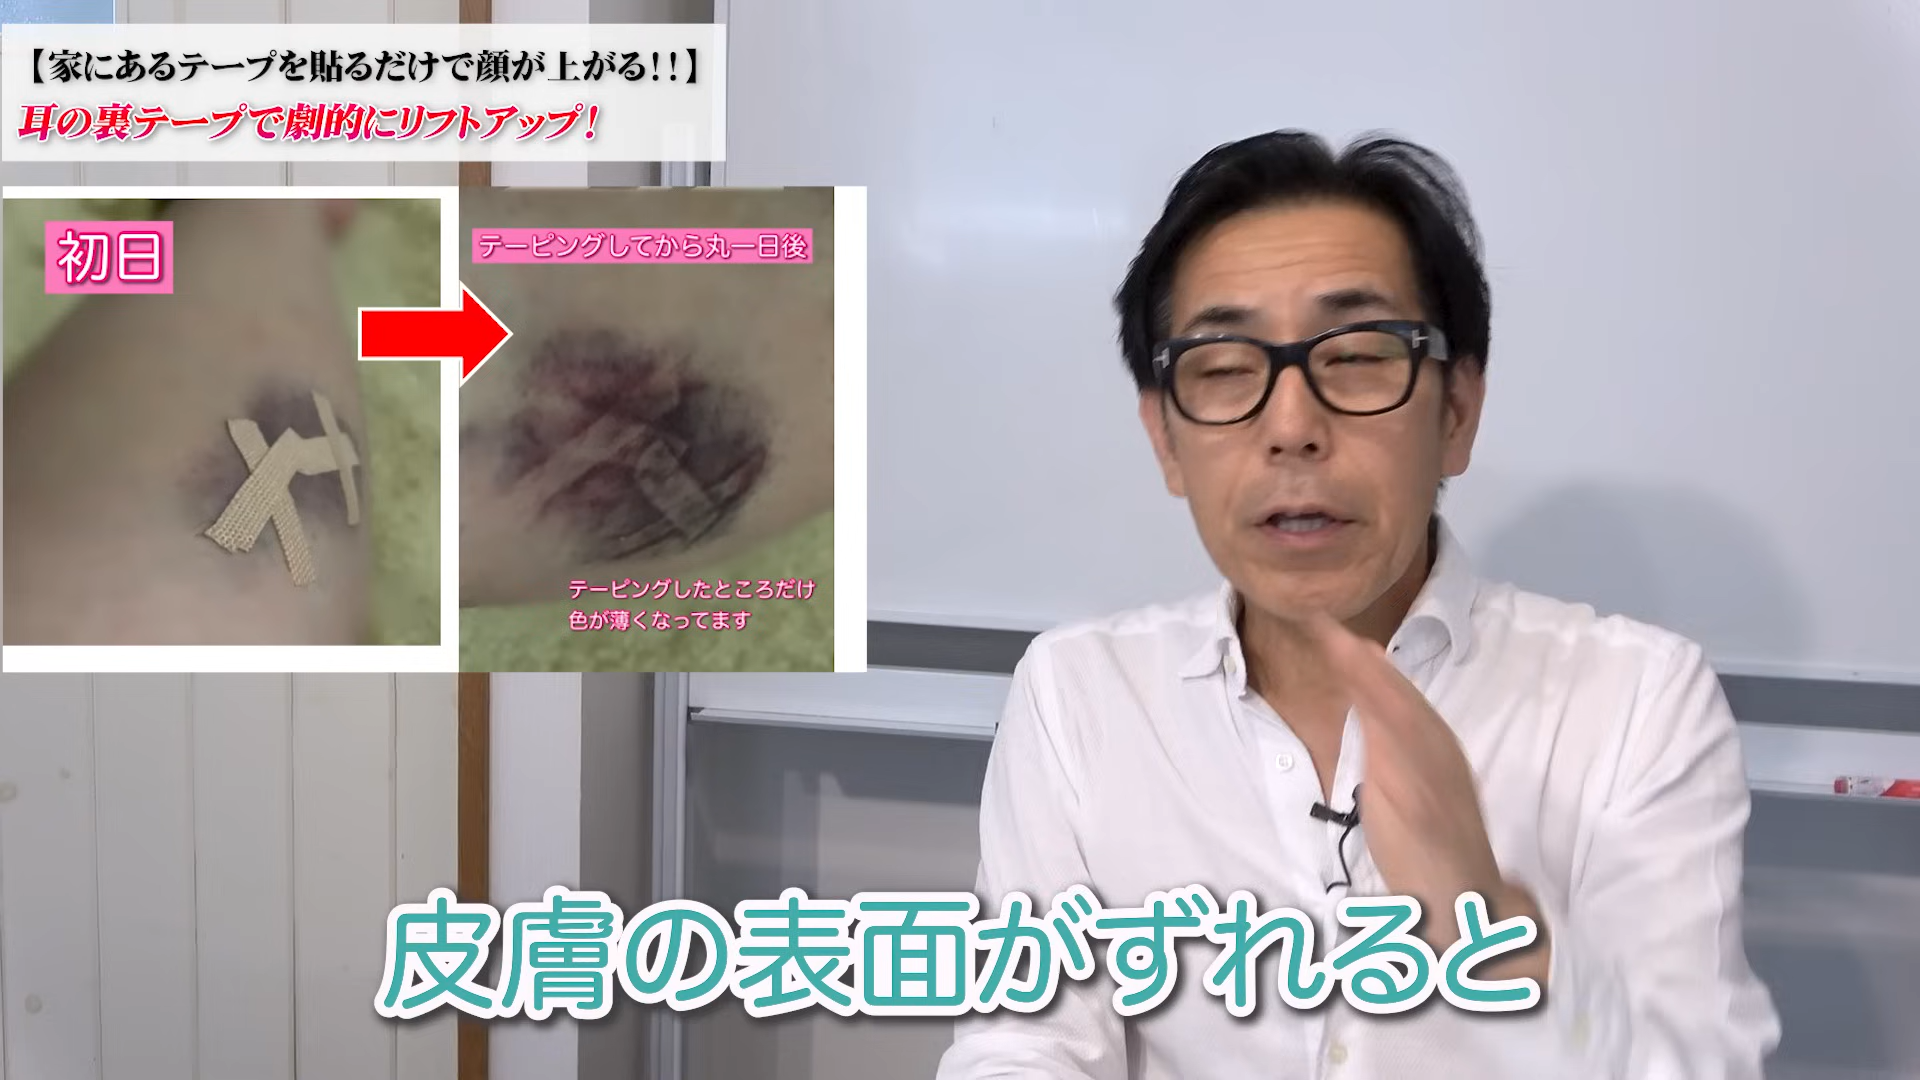 【家にあるテープを貼るだけで顔が上がる!!】
耳の裏テープで劇的にリフトアップ!
初日
テーピングしてから丸一日後
テーピングしたところだけ
色が薄くなってます
皮膚の表面がずれると